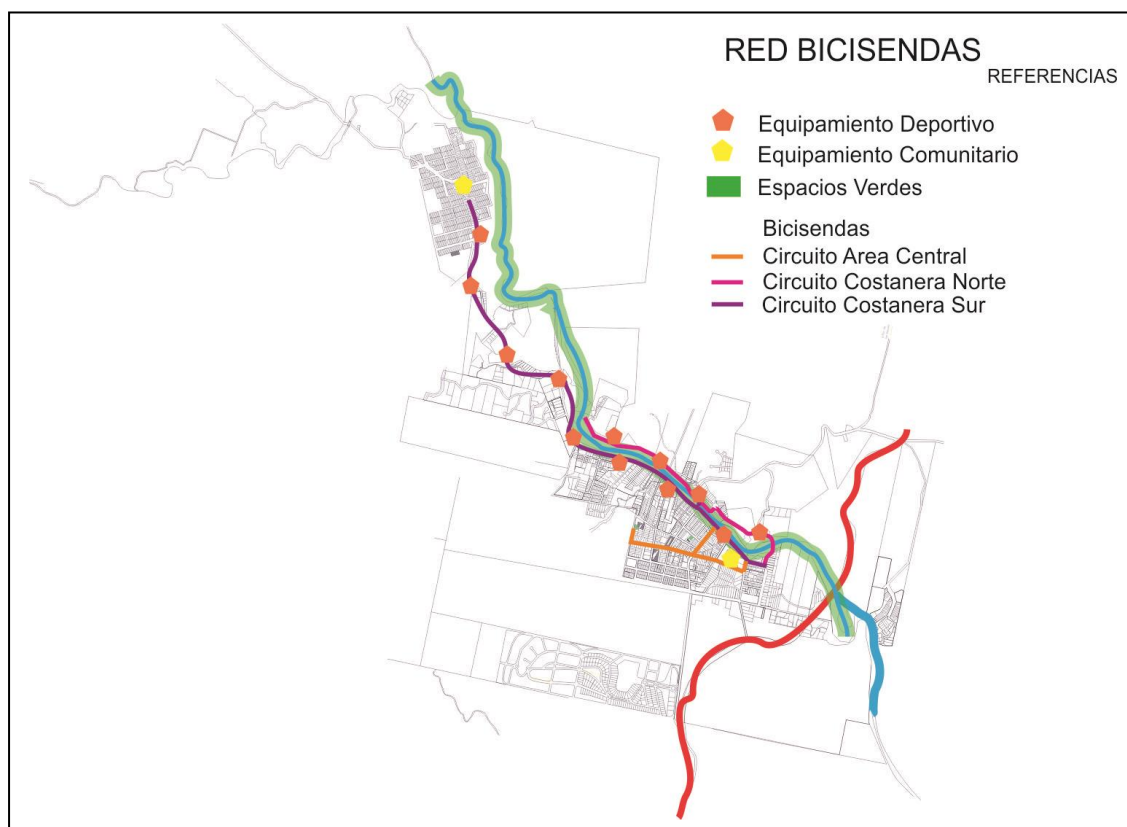 RED BICISENDAS
REFERENCIAS
Equipamiento Deportivo
Equipamiento Comunitario
Espacios Verdes
Bicisendas
Circuito Area Central
Circuito Costanera Norte
Circuito Costanera Sur